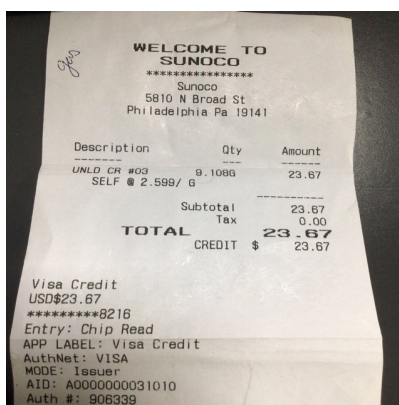 gas
WELCOME TO
SUNOCO
****************
Sunoco
5810 N Broad St
Philadelphia Pa 19141
Description Qty Amount
----------- --- ------
UNLD CR #03 9.108G 23.67
SELF @ 2.599/ G
----------
Subtotal 23.67
Tax 0.00
TOTAL 23.67
CREDIT $ 23.67
Visa Credit
USD$23.67
*********8216
Entry: Chip Read
APP LABEL: Visa Credit
AuthNet: VISA
MODE: Issuer
AID: A0000000031010
Auth #: 906339